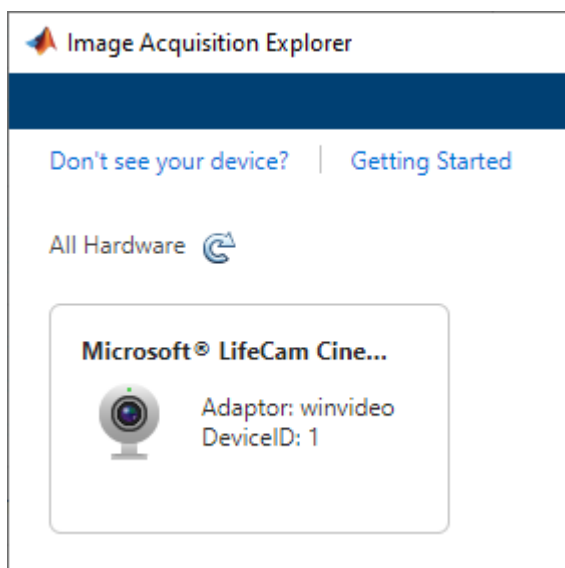 Image Acquisition Explorer
Don't see your device? Getting Started
All Hardware
Microsoft® LifeCam Cine...
Adaptor: winvideo
DeviceID: 1